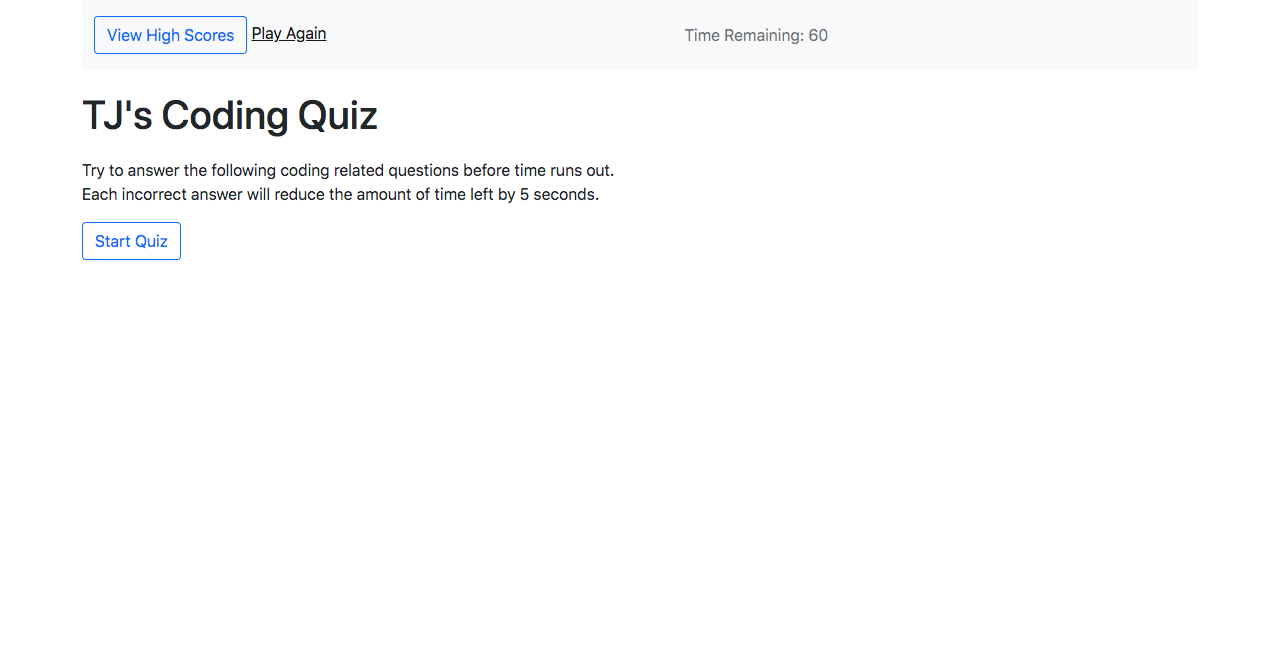 View High Scores Play Again Time Remaining: 60
TJ's Coding Quiz
Try to answer the following coding related questions before time runs out.
Each incorrect answer will reduce the amount of time left by 5 seconds.
Start Quiz